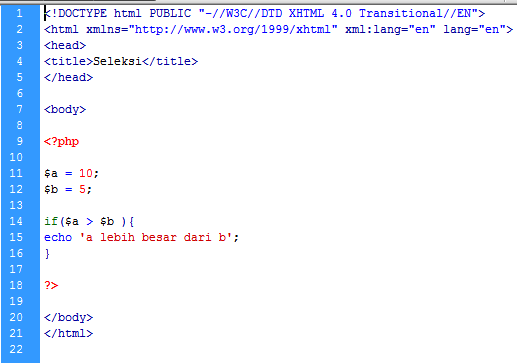 1 <!DOCTYPE html PUBLIC "-//W3C//DTD XHTML 4.0 Transitional//EN">
2 <html xmlns="http://www.w3.org/1999/xhtml" xml:lang="en" lang="en">
3 <head>
4 <title>Seleksi</title>
5 </head>
6
7 <body>
8
9 <?php
10
11 $a = 10;
12 $b = 5;
13
14 if($a > $b ){
15 echo 'a lebih besar dari b';
16 }
17
18 ?>
19
20 </body>
21 </html>
22